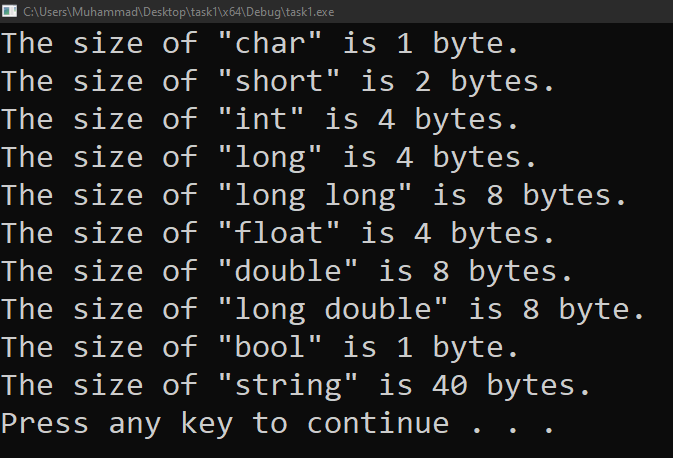 C:\Users\Muhammad\Desktop\task1\x64\Debug\task1.exe
The size of "char" is 1 byte.
The size of "short" is 2 bytes.
The size of "int" is 4 bytes.
The size of "long" is 4 bytes.
The size of "long long" is 8 bytes.
The size of "float" is 4 bytes.
The size of "double" is 8 bytes.
The size of "long double" is 8 byte.
The size of "bool" is 1 byte.
The size of "string" is 40 bytes.
Press any key to continue . . .